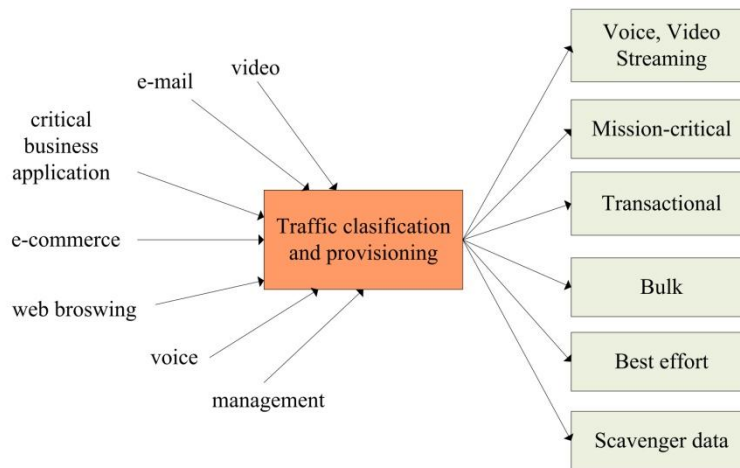 video
e-mail
critical
business
application
e-commerce
web broswing
voice
management
Traffic clasification
and provisioning
Voice, Video
Streaming
Mission-critical
Transactional
Bulk
Best effort
Scavenger data